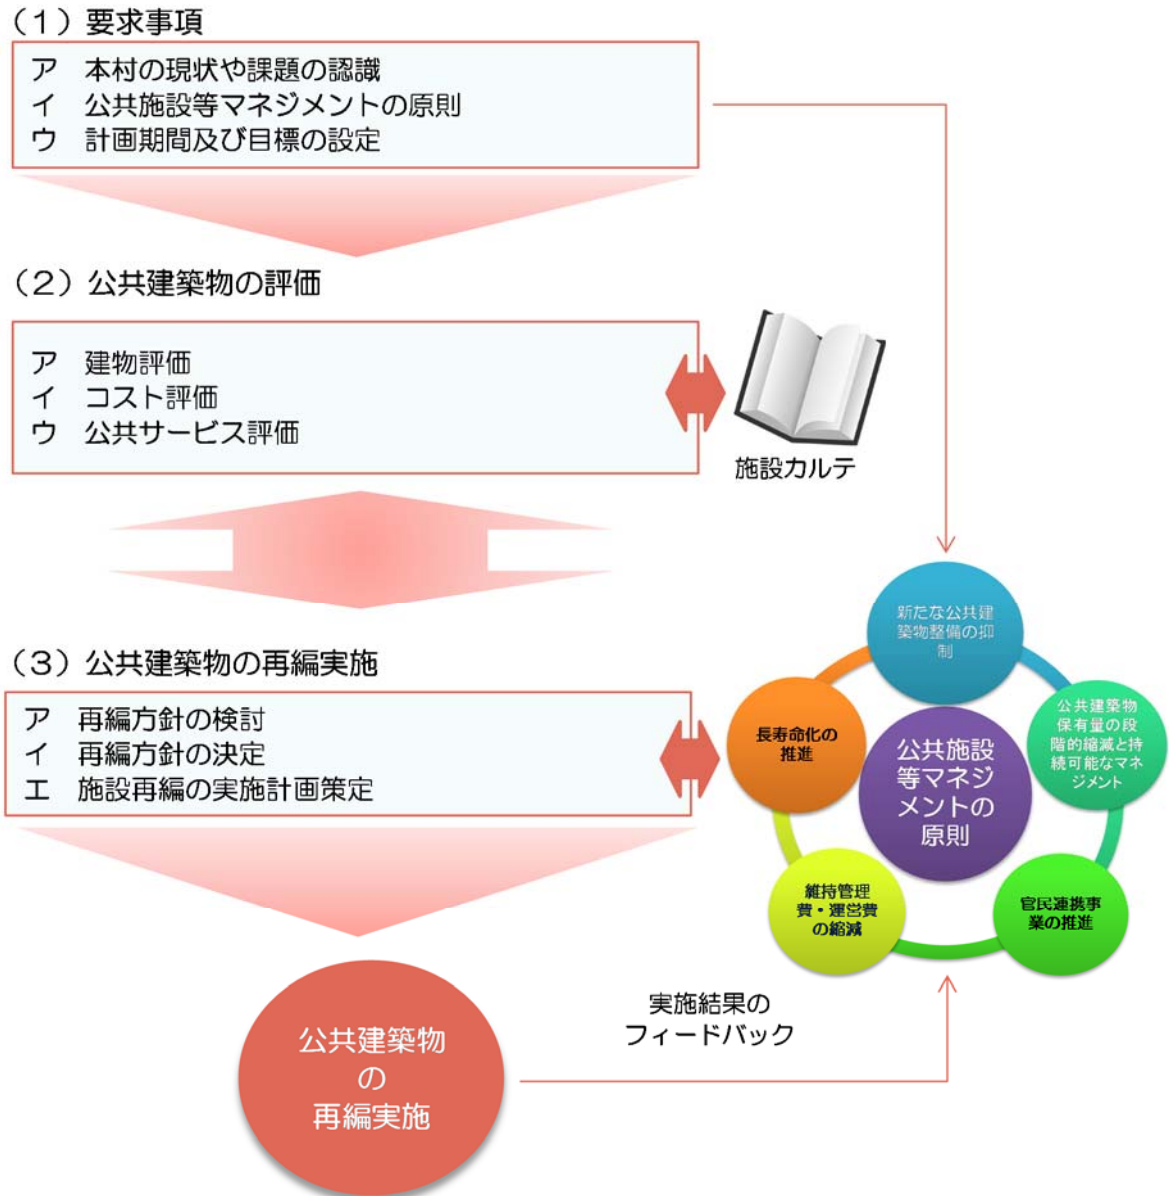 （１）要求事項
ア　本村の現状や課題の認識
イ　公共施設等マネジメントの原則
ウ　計画期間及び目標の設定
（２）公共建築物の評価
ア　建物評価
イ　コスト評価
ウ　公共サービス評価
施設カルテ
（３）公共建築物の再編実施
ア　再編方針の検討
イ　再編方針の決定
エ　施設再編の実施計画策定
新たな公共建
築物整備の抑
制
公共建築物
保有量の段
階的縮減と持
続可能なマネ
ジメント
官民連携事
業の推進
維持管理
費・運営費
の縮減
長寿命化の
推進
公共施設
等マネジ
メントの
原則
公共建築物
の
再編実施
実施結果の
フィードバック